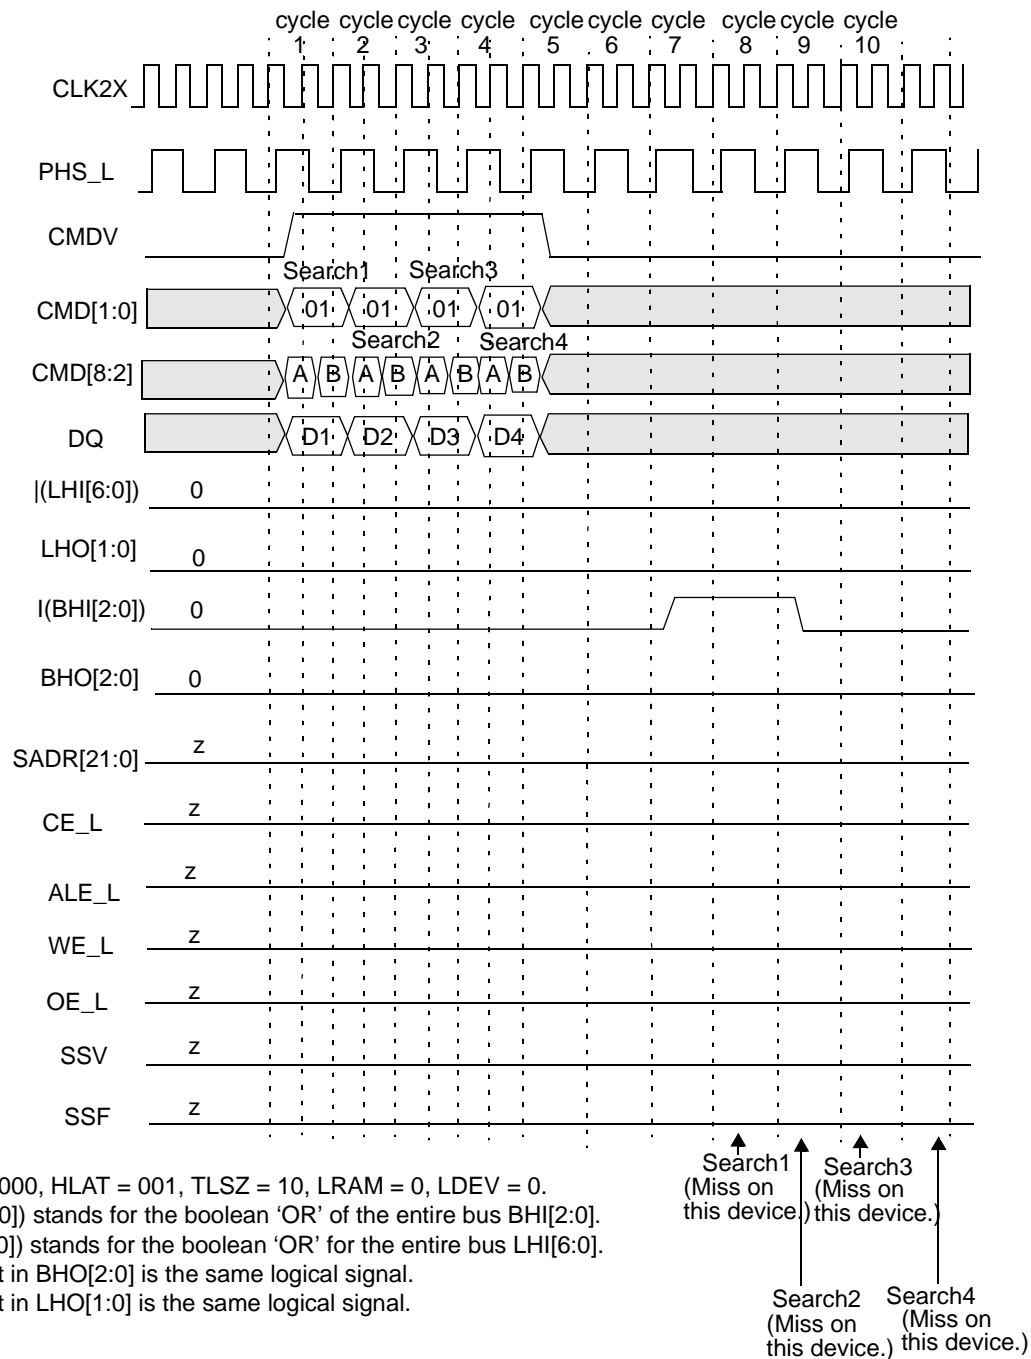 cycle cycle cycle cycle cycle cycle cycle cycle cycle cycle
1 2 3 4 5 6 7 8 9 10
CLK2X
PHS_L
CMDV
Search1 Search3
CMD[1:0] 01 01 01 01
Search2 Search4
CMD[8:2] A B A B A B A B
DQ D1 D2 D3 D4
|(LHI[6:0]) 0
LHO[1:0] 0
I(BHI[2:0]) 0
BHO[2:0] 0
SADR[21:0] z
CE_L z
ALE_L z
WE_L z
OE_L z
SSV z
SSF z
Search1
(Miss on
this device.)
Search3
(Miss on
this device.)
000, HLAT = 001, TLSZ = 10, LRAM = 0, LDEV = 0.
0]) stands for the boolean ‘OR’ of the entire bus BHI[2:0].
0]) stands for the boolean ‘OR’ for the entire bus LHI[6:0].
t in BHO[2:0] is the same logical signal.
t in LHO[1:0] is the same logical signal.
Search2
(Miss on
this device.)
Search4
(Miss on
this device.)